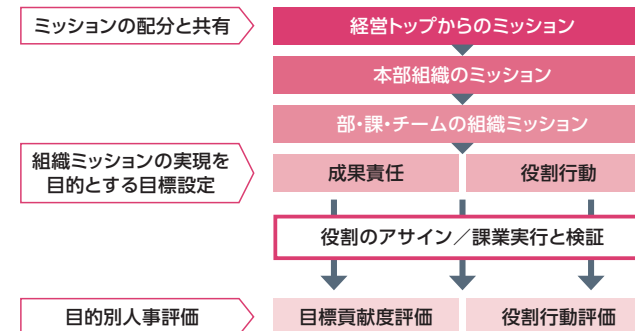 ミッションの配分と共有
経営トップからのミッション
本部組織のミッション
部・課・チームの組織ミッション
組織ミッションの実現を
目的とする目標設定
成果責任
役割行動
役割のアサイン／課業実行と検証
目的別人事評価
目標貢献度評価
役割行動評価